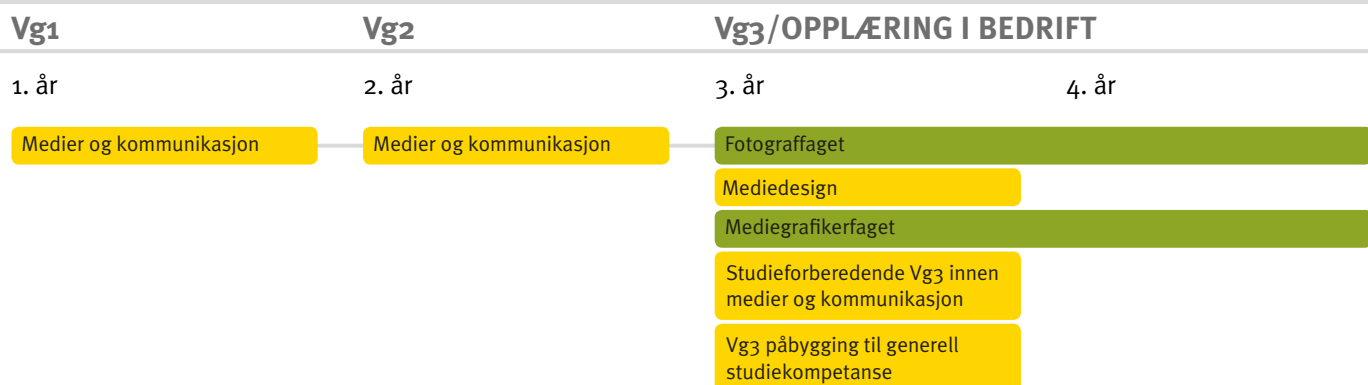 Vg1 Vg2 Vg3/OPPLÆRING I BEDRIFT
1. år 2. år 3. år 4. år
Medier og kommunikasjon Medier og kommunikasjon Fotograffaget
Mediedesign
Mediegrafikerfaget
Studieforberedende Vg3 innen
medier og kommunikasjon
Vg3 påbygging til generell
studiekompetanse